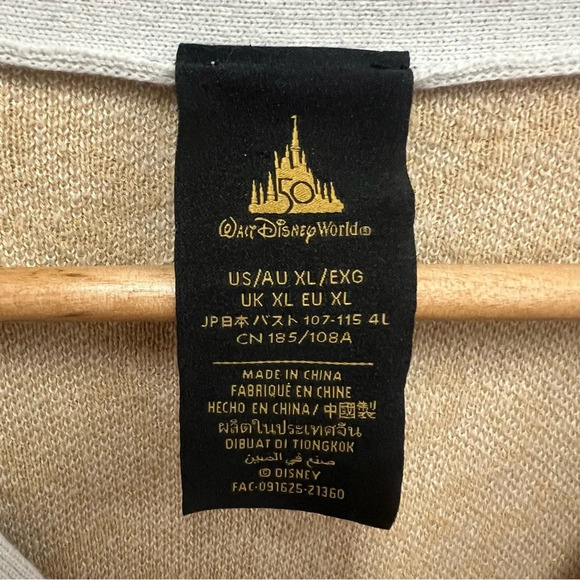 50
Walt Disney World®
US/AU XL/EXG
UK XL EU XL
JP日本 バスト 107-115 4L
CN 185/108A
MADE IN CHINA
FABRIQUÉ EN CHINE
HECHO EN CHINA/ 中國製
ผลิตในประเทศจีน
DIBUAT DI TIONGKOK
صنع في الصين
© DISNEY
FAC-091625-21360